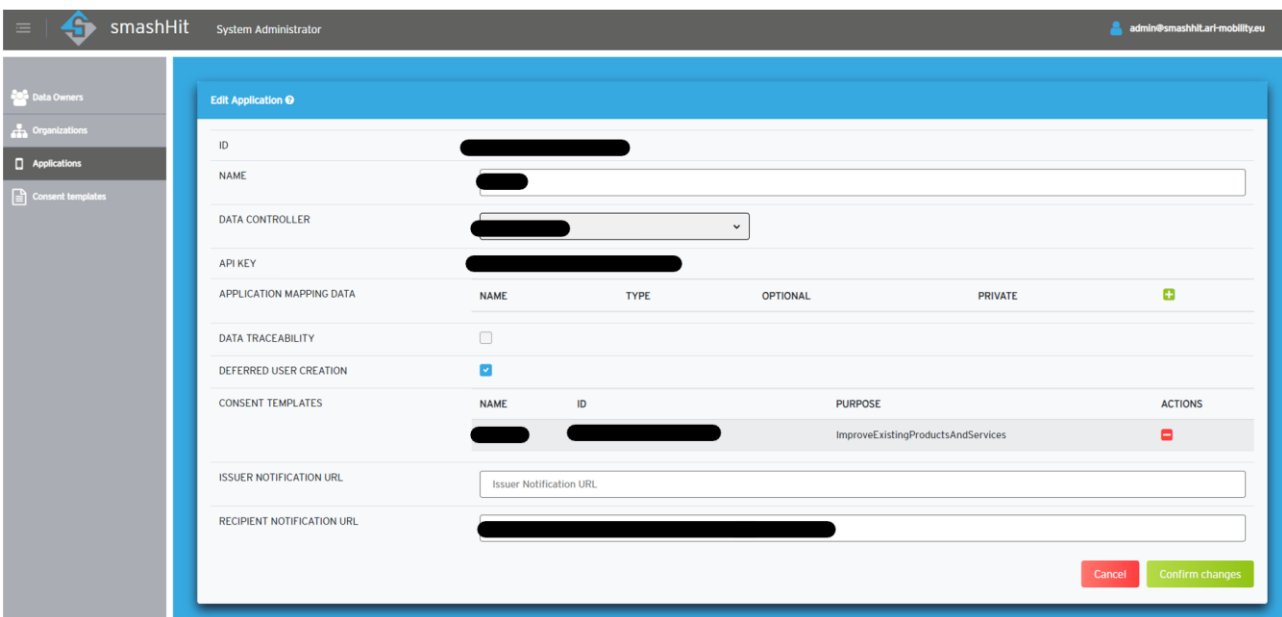 smashHit System Administrator admin@smashhit.ari-mobility.eu
Data Owners
Organizations
Applications
Consent templates
Edit Application
ID
NAME
DATA CONTROLLER
API KEY
APPLICATION MAPPING DATA NAME TYPE OPTIONAL PRIVATE
DATA TRACEABILITY
DEFERRED USER CREATION
CONSENT TEMPLATES NAME ID PURPOSE ACTIONS
ImproveExistingProductsAndServices
ISSUER NOTIFICATION URL Issuer Notification URL
RECIPIENT NOTIFICATION URL
Cancel Confirm changes